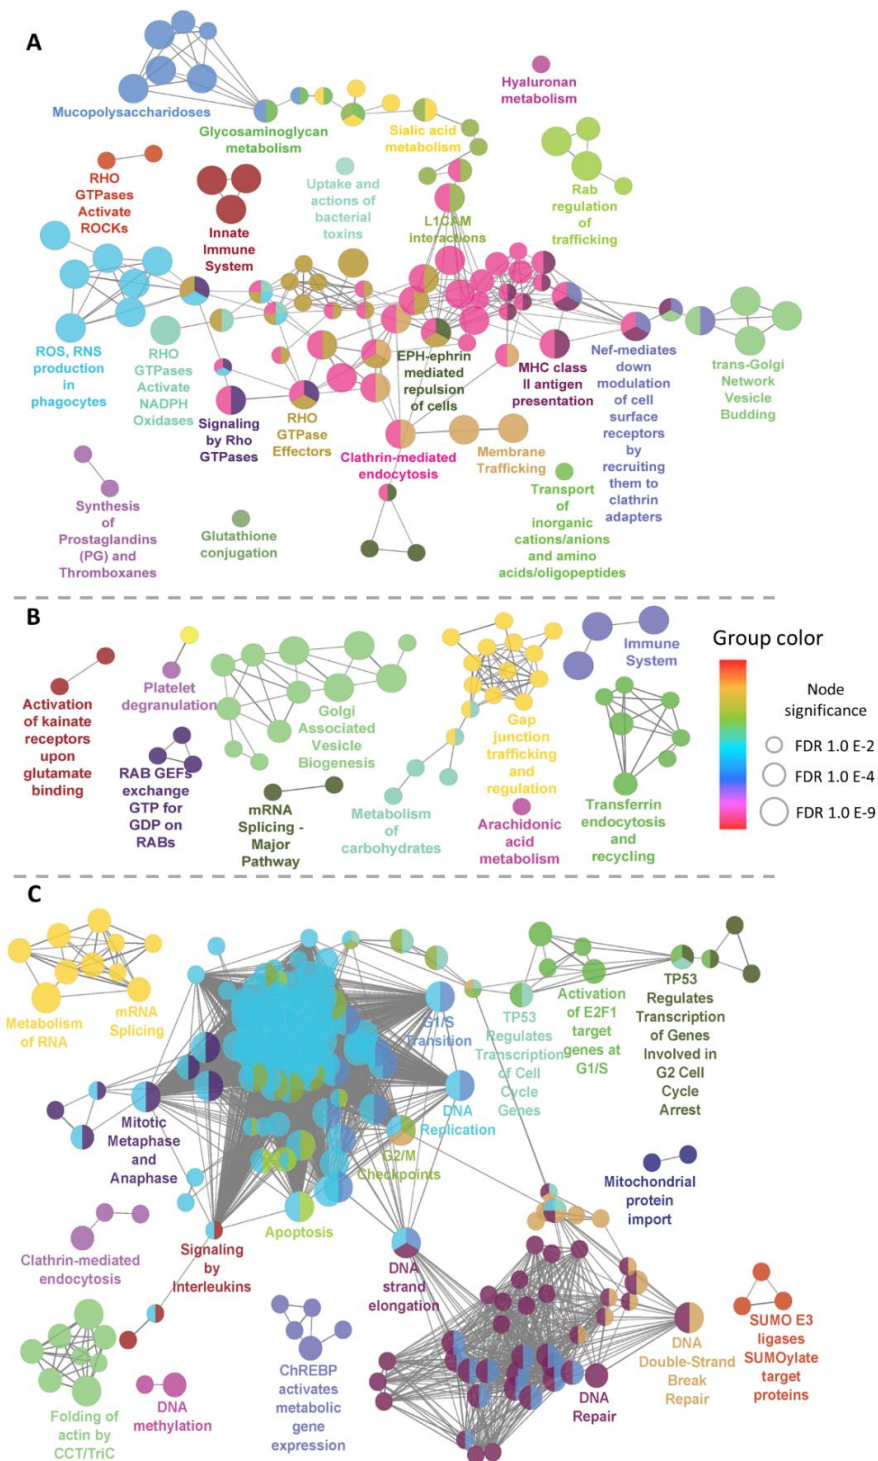 A
Mucopolysaccharidoses
Glycosaminoglycan
metabolism
Sialic acid
metabolism
Hyaluronan
metabolism
RHO
GTPases
Activate
ROCKs
Innate
Immune
System
Uptake and
actions of
bacterial
toxins
L1CAM
interactions
Rab
regulation
of
trafficking
ROS, RNS
production
in
phagocytes
RHO
GTPases
Activate
NADPH
Oxidases
Signaling
by Rho
GTPases
RHO
GTPase
Effectors
EPH-ephrin
mediated
repulsion
of cells
MHC class
II antigen
presentation
Nef-mediates
down
modulation
of cell
surface
receptors
by
recruiting
them to
clathrin
adapters
trans-Golgi
Network
Vesicle
Budding
Clathrin-mediated
endocytosis
Membrane
Trafficking
Synthesis
of
Prostaglandins
(PG) and
Thromboxanes
Glutathione
conjugation
Transport
of
inorganic
cations/anions
and amino
acids/oligopeptides
B
Activation
of kainate
receptors
upon
glutamate
binding
Platelet
degranulation
RAB GEFs
exchange
GTP for
GDP on
RABs
Golgi
Associated
Vesicle
Biogenesis
mRNA
Splicing -
Major
Pathway
Metabolism
of
carbohydrates
Gap
junction
trafficking
and
regulation
Arachidonic
acid
metabolism
Immune
System
Transferrin
endocytosis
and
recycling
Group color
Node
significance
FDR 1.0 E-2
FDR 1.0 E-4
FDR 1.0 E-9
C
Metabolism
of RNA
mRNA
Splicing
Mitotic
Metaphase
and
Anaphase
G1/S
Transition
DNA
Replication
G2/M
Checkpoints
TP53
Regulates
Transcription
of Cell
Cycle
Genes
Activation
of E2F1
target
genes at
G1/S
TP53
Regulates
Transcription
of Genes
Involved in
G2 Cell
Cycle
Arrest
Mitochondrial
protein
import
Clathrin-mediated
endocytosis
Signaling
by
Interleukins
Apoptosis
DNA
strand
elongation
Folding of
actin by
CCT/TriC
DNA
methylation
ChREBP
activates
metabolic
gene
expression
DNA
Repair
DNA
Double-Strand
Break
Repair
SUMO E3
ligases
SUMOylate
target
proteins